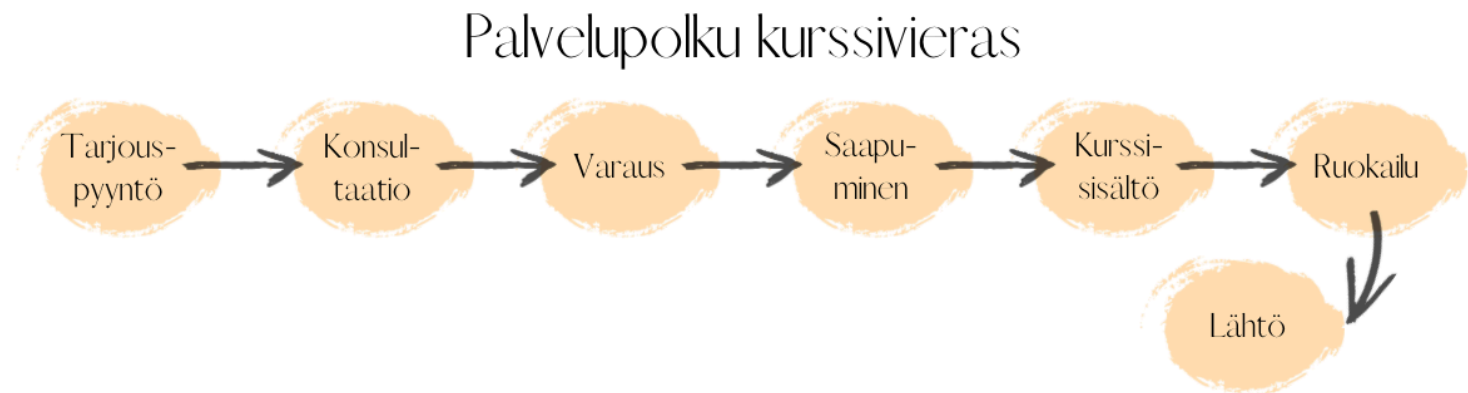 Palvelupolku kurssivieras
Tarjous-
pyyntö
Konsul-
taatio
Varaus
Saapu-
minen
Kurssi-
sisältö
Ruokailu
Lähtö